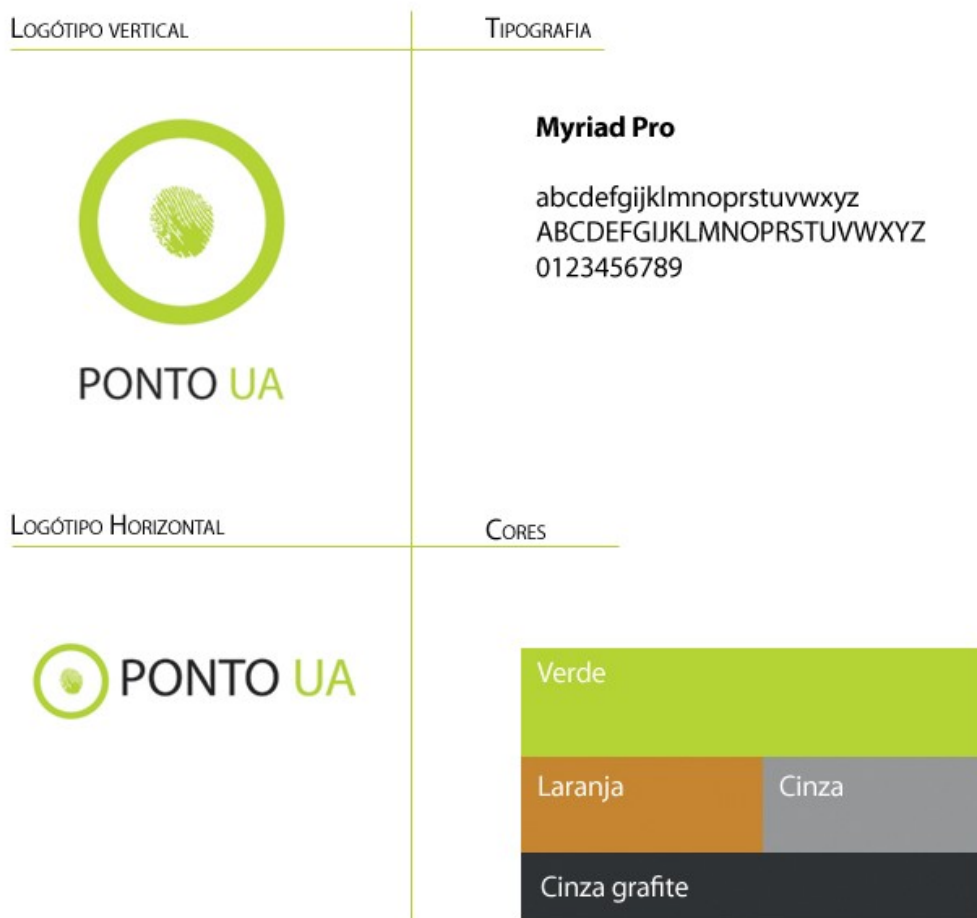 Logótipo vertical
PONTO UA
Tipografia
Myriad Pro
abcdefgijklmnoprstuvwxyz
ABCDEFGIJKLMNOPRSTUVWXYZ
0123456789
Logótipo Horizontal
PONTO UA
Cores
Verde
Laranja
Cinza
Cinza grafite